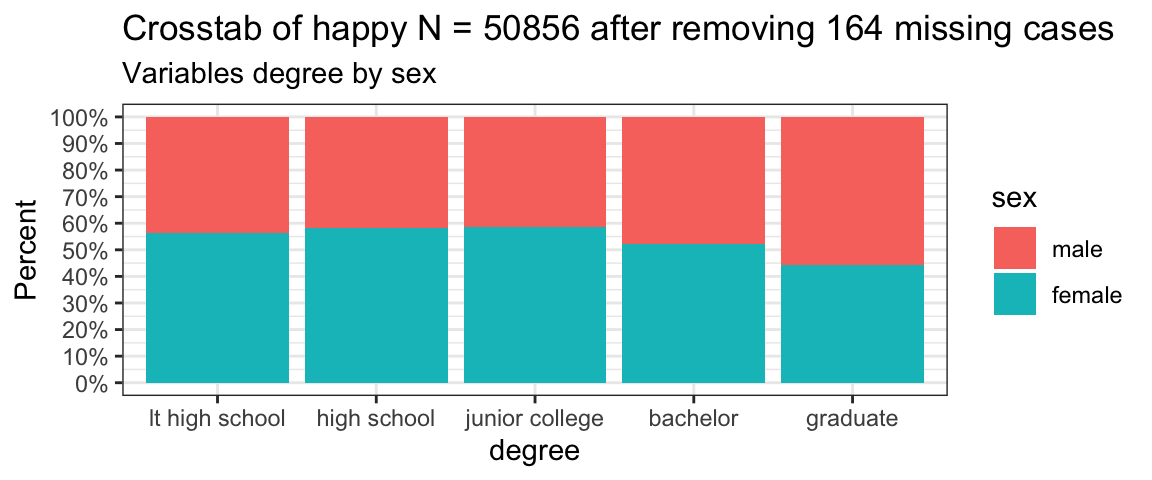 Crosstab of happy N = 50856 after removing 164 missing cases
Variables degree by sex
Percent
100%
90%
80%
70%
60%
50%
40%
30%
20%
10%
0%
lt high school
high school
junior college
bachelor
graduate
degree
sex
male
female